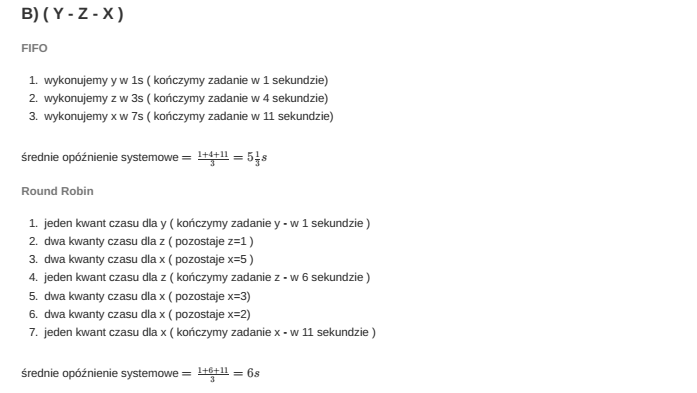 B) ( Y - Z - X )
FIFO
1. wykonujemy y w 1s ( kończymy zadanie w 1 sekundzie)
2. wykonujemy z w 3s ( kończymy zadanie w 4 sekundzie)
3. wykonujemy x w 7s ( kończymy zadanie w 11 sekundzie)
średnie opóźnienie systemowe = \frac{1+4+11}{3} = 5\frac{1}{3}s
Round Robin
1. jeden kwant czasu dla y ( kończymy zadanie y - w 1 sekundzie )
2. dwa kwanty czasu dla z ( pozostaje z=1 )
3. dwa kwanty czasu dla x ( pozostaje x=5 )
4. jeden kwant czasu dla z ( kończymy zadanie z - w 6 sekundzie )
5. dwa kwanty czasu dla x ( pozostaje x=3)
6. dwa kwanty czasu dla x ( pozostaje x=2)
7. jeden kwant czasu dla x ( kończymy zadanie x - w 11 sekundzie )
średnie opóźnienie systemowe = \frac{1+6+11}{3} = 6s